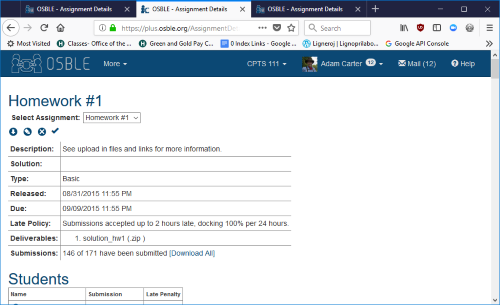 OSBLE - Assignment Details
OSBLE - Assignment Details
OSBLE - Assignment Details
https://plus.osble.org/AssignmentDe
Search
Most Visited
Classes- Office of the ...
Green and Gold Pay C...
0 Index Links - Google ...
Ligneroj | Lignoprilabo...
Google API Console
OSBLE
More
CPTS 111
Adam Carter 12
Mail (12)
Help
Homework #1
Select Assignment: Homework #1
Description: See upload in files and links for more information.
Solution:
Type: Basic
Released: 08/31/2015 11:55 PM
Due: 09/09/2015 11:55 PM
Late Policy: Submissions accepted up to 2 hours late, docking 100% per 24 hours.
Deliverables: 1. solution_hw1 (.zip )
Submissions: 146 of 171 have been submitted [Download All]
Students
Name Submission Late Penalty